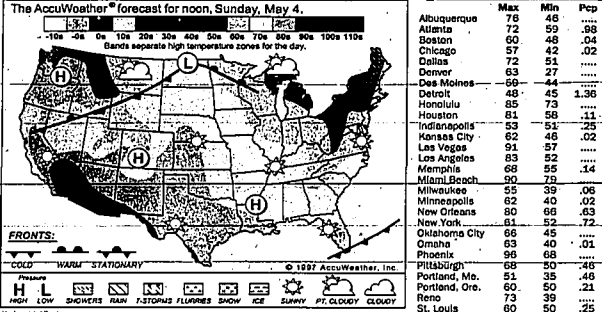 The AccuWeather® forecast for noon, Sunday, May 4.
-10s -0s 0s 10s 20s 30s 40s 50s 60s 70s 80s 90s 100s 110s
Bands separate high temperature zones for the day.
H
L
H
H
FRONTS:
COLD WARM STATIONARY
© 1997 AccuWeather, Inc.
Pressure
H L
HIGH LOW SHOWERS RAIN T-STORMS FLURRIES SNOW ICE SUNNY PT. CLOUDY CLOUDY
Max Min Pcp
Albuquerque 76 46 .....
Atlanta 72 59 .98
Boston 60 48 .04
Chicago 57 42 .02
Dallas 72 51 .....
Denver 63 27 .....
Des Moines 59 44 .....
Detroit 48 45 1.36
Honolulu 85 73 .....
Houston 81 58 .11
Indianapolis 53 51 .25
Kansas City 62 46 .02
Las Vegas 91 57 .....
Los Angeles 83 52 .....
Memphis 68 55 .14
Miami Beach 90 79 .....
Milwaukee 55 39 .06
Minneapolis 62 40 .02
New Orleans 80 66 .63
New York 61 52 .72
Oklahoma City 66 45 .....
Omaha 63 40 .01
Phoenix 96 68 .....
Pittsburgh 68 50 .46
Portland, Me. 51 35 .46
Portland, Ore. 60 50 .21
Reno 73 39 .....
St. Louis 60 50 .25